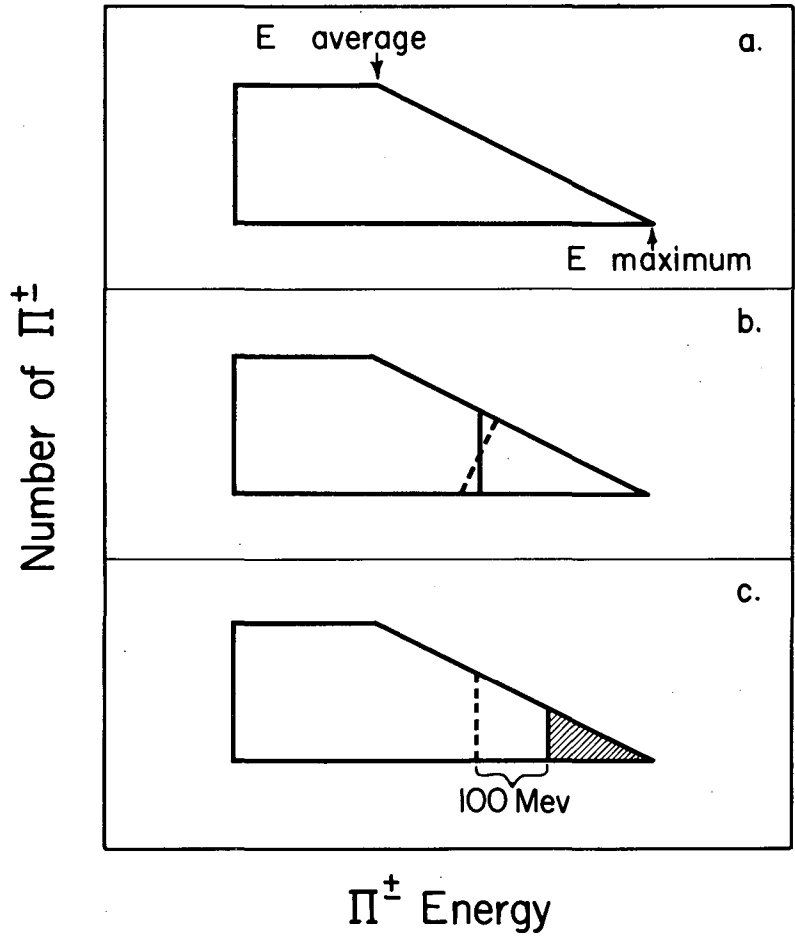 E average
a.
E maximum
b.
c.
100 Mev
Number of Π±
Π± Energy